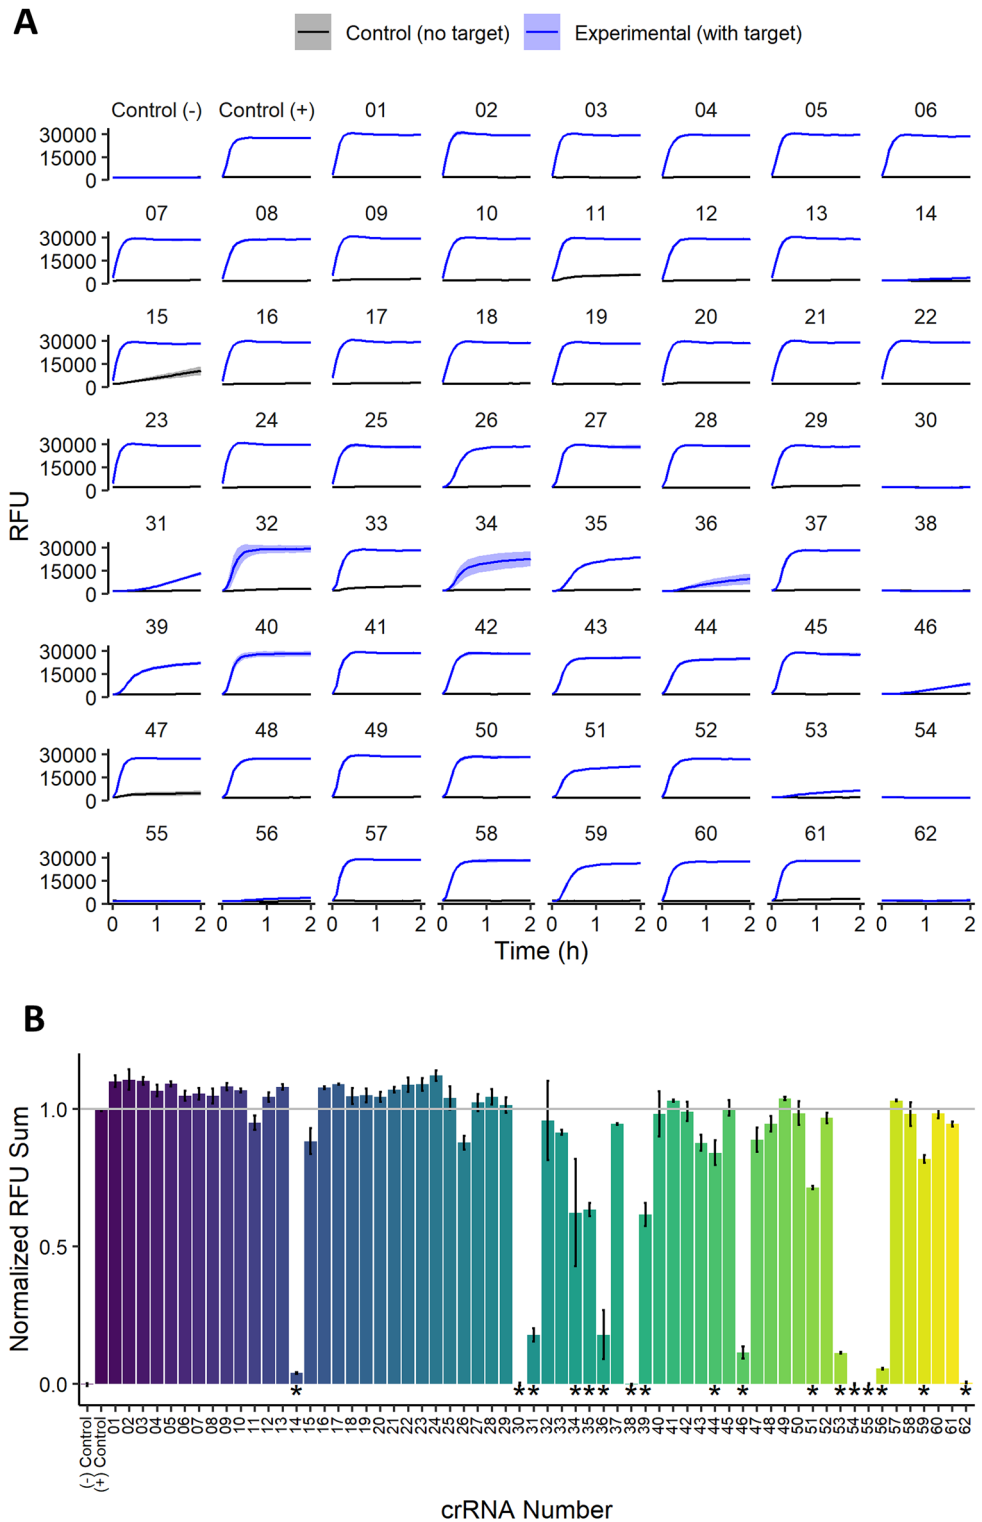 A
Control (no target) Experimental (with target)
Control (-) Control (+) 01 02 03 04 05 06
30000
15000
0
07 08 09 10 11 12 13 14
30000
15000
0
15 16 17 18 19 20 21 22
30000
15000
0
23 24 25 26 27 28 29 30
30000
15000
0
31 32 33 34 35 36 37 38
30000
15000
0
39 40 41 42 43 44 45 46
30000
15000
0
47 48 49 50 51 52 53 54
30000
15000
0
55 56 57 58 59 60 61 62
30000
15000
0
RFU
0 1 2 0 1 2 0 1 2 0 1 2 0 1 2 0 1 2 0 1 2 0 1 2
Time (h)
B
Normalized RFU Sum
1.0
0.5
0.0
* * * * * * * * * * * * * * * * *
(-) Control (+) Control 01 02 03 04 05 06 07 08 09 10 11 12 13 14 15 16 17 18 19 20 21 22 23 24 25 26 27 28 29 30 31 32 33 34 35 36 37 38 39 40 41 42 43 44 45 46 47 48 49 50 51 52 53 54 55 56 57 58 59 60 61 62
crRNA Number